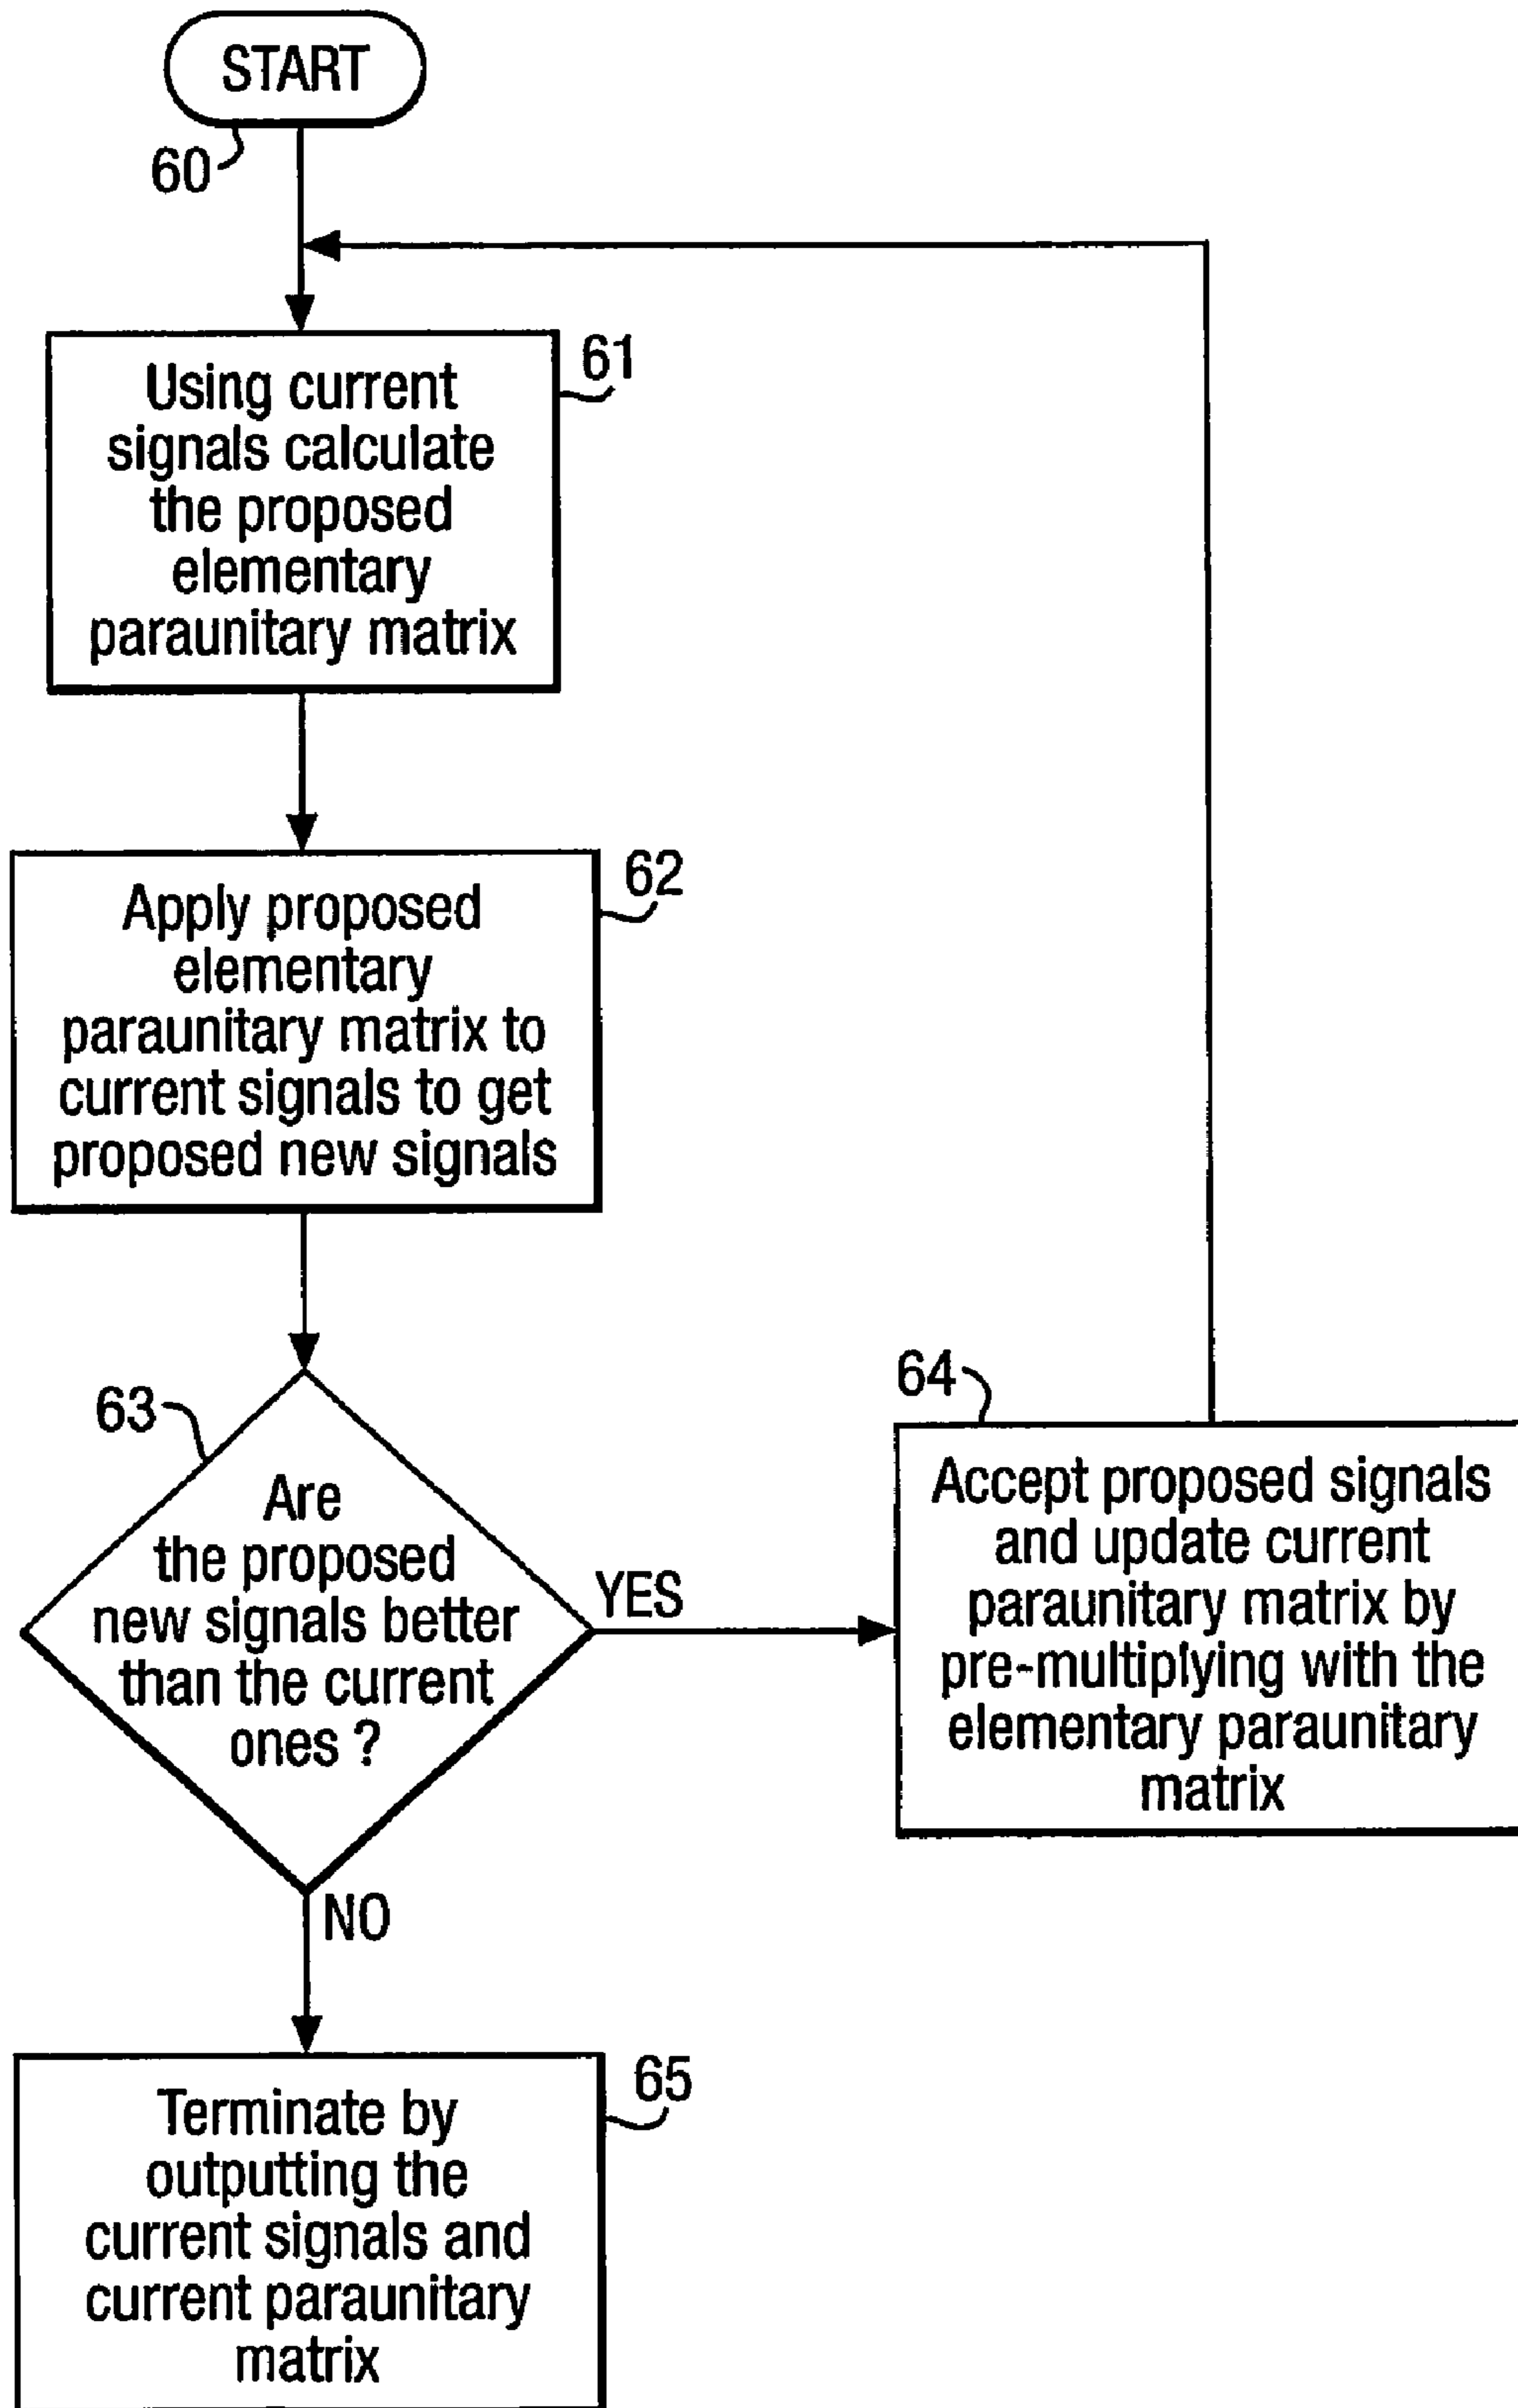 START
60
Using current
signals calculate
the proposed
elementary
paraunitary matrix
61
Apply proposed
elementary
paraunitary matrix to
current signals to get
proposed new signals
62
63
Are
the proposed
new signals better
than the current
ones ?
YES
64
Accept proposed signals
and update current
paraunitary matrix by
pre-multiplying with the
elementary paraunitary
matrix
NO
Terminate by
outputting the
current signals and
current paraunitary
matrix
65